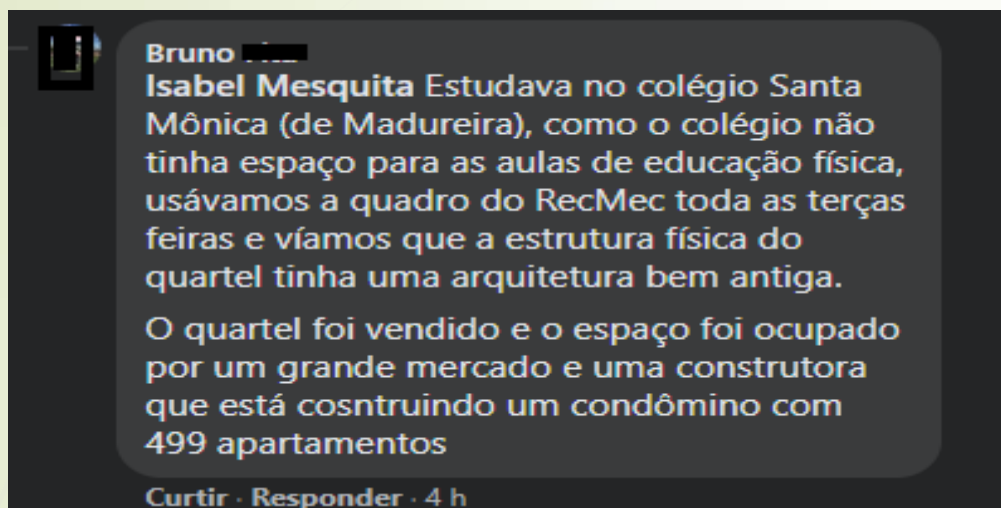 Bruno
Isabel Mesquita Estudava no colégio Santa
Mônica (de Madureira), como o colégio não
tinha espaço para as aulas de educação física,
usávamos a quadro do RecMec toda as terças
feiras e víamos que a estrutura física do
quartel tinha uma arquitetura bem antiga.
O quartel foi vendido e o espaço foi ocupado
por um grande mercado e uma construtora
que está cosntruindo um condômino com
499 apartamentos
Curtir · Responder · 4 h